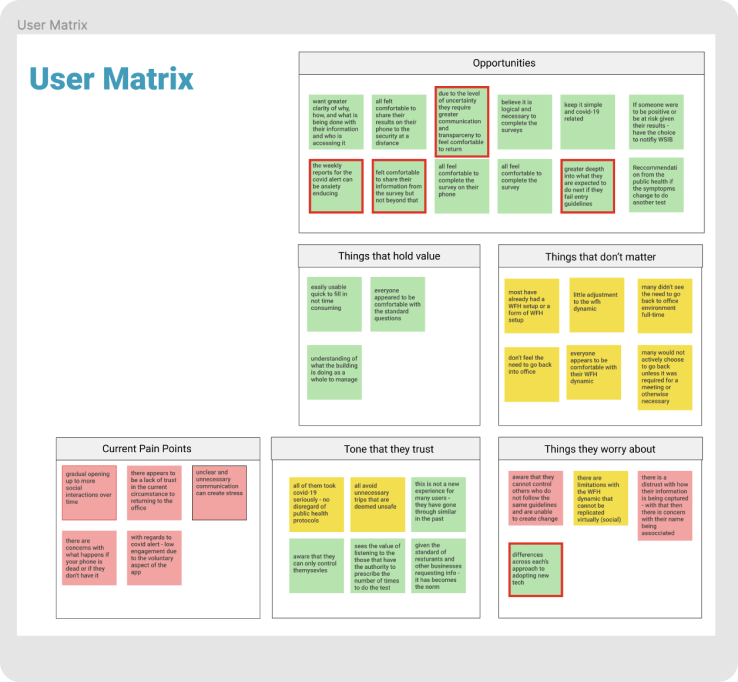 User Matrix
User Matrix
Opportunities
want greater
clarity of why,
how, and what is
being done with
their information
and who is
accessing it
all felt
comfortable to
share their
results on their
phone to the
security at a
distance
due to the level
of uncertainty they
require
greater
communication
and
transparceny to
feel comfortable
to return
believe it is
logical and
necessary to
complete the
surveys
keep it simple
and covid-19
related
If someone were
to be positive or
be at risk given
their results -
have the choice
to notifiy WSIB
the weekly
reports for the
covid alert can
be anxiety
enducing
felt comfortable
to share their
information from
the survey but
not beyond that
all feel
comfortable to
complete the
survey on their
phone
all feel
comfortable to
complete the
survey
greater deepth
into what they
are expected to
do next if they
fail entry
guidelines
Reccommendati
on from the
public health if
the symptopms
change to do
another test
Things that hold value
easily usable
quick to fill in
not time
consuming
everyone
appeared to be
comfortable with
the standard
questions
understanding of
what the building
is doing as a
whole to manage
Things that don't matter
most have
already had a
WFH setup or a
form of WFH
setup
little adjustment
to the wfh
dynamic
many didn't see
the need to go
back to office
environment
full-time
don't feel the
need to go back
into office
everyone
appears to be
comfortable with
their WFH
dynamic
many would not
actively choose to
go back
unless it was
required for a
meeting or
otherwise
necessary
Current Pain Points
gradual opening
up to more
social
interactions over
time
there appears to
be a lack of trust
in the current
circumstance to
returning to the
office
unclear and
unnecessary
communication
can create stress
there are
concerns with
what happens if
your phone is
dead or if they
don't have it
with regards to
covid alert - low
engagement due
to the voluntary
aspect of the
app
Tone that they trust
all of them took
covid-19
seriously - no
disregard of
public health
protocols
all avoid
unnecessary
trips that are
deemed unsafe
this is not a new
experience for
many users -
they have gone
through similar
in the past
aware that they
can only control
themysevles
sees the value of
listening to the
those that have
the authority to
prescribe the
number of times
to do the test
given the
standard of
resturants and
other businesses
requesting info -
it has becomes
the norm
Things they worry about
aware that they
cannot control
others who do
not follow the
same guidelines
and are unable
to create change
there are
limitations with
the WFH
dynamic that
cannot be
replicated
virtually (social)
there is a
distrust with how
their information
is being captured
- with that then
there is concern
with their name
being
asscociated
differences
across each's
approach to
adopting new
tech